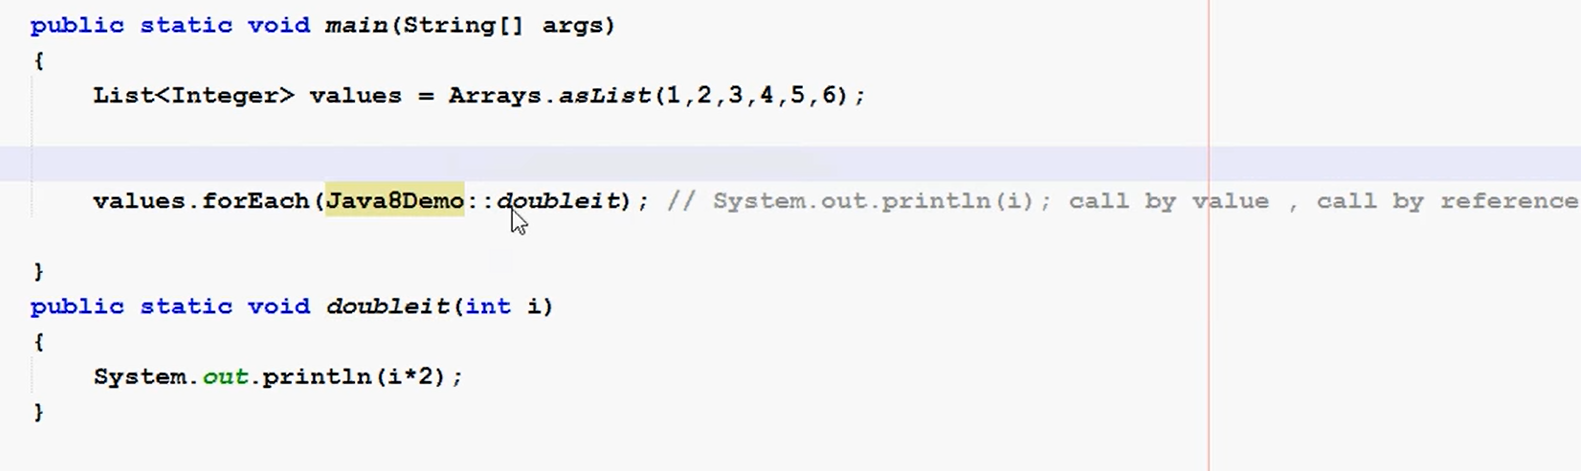 public static void main(String[] args)
{
List<Integer> values = Arrays.asList(1,2,3,4,5,6);
values.forEach(Java8Demo::doubleit); // System.out.println(i); call by value , call by reference
}
public static void doubleit(int i)
{
System.out.println(i*2);
}